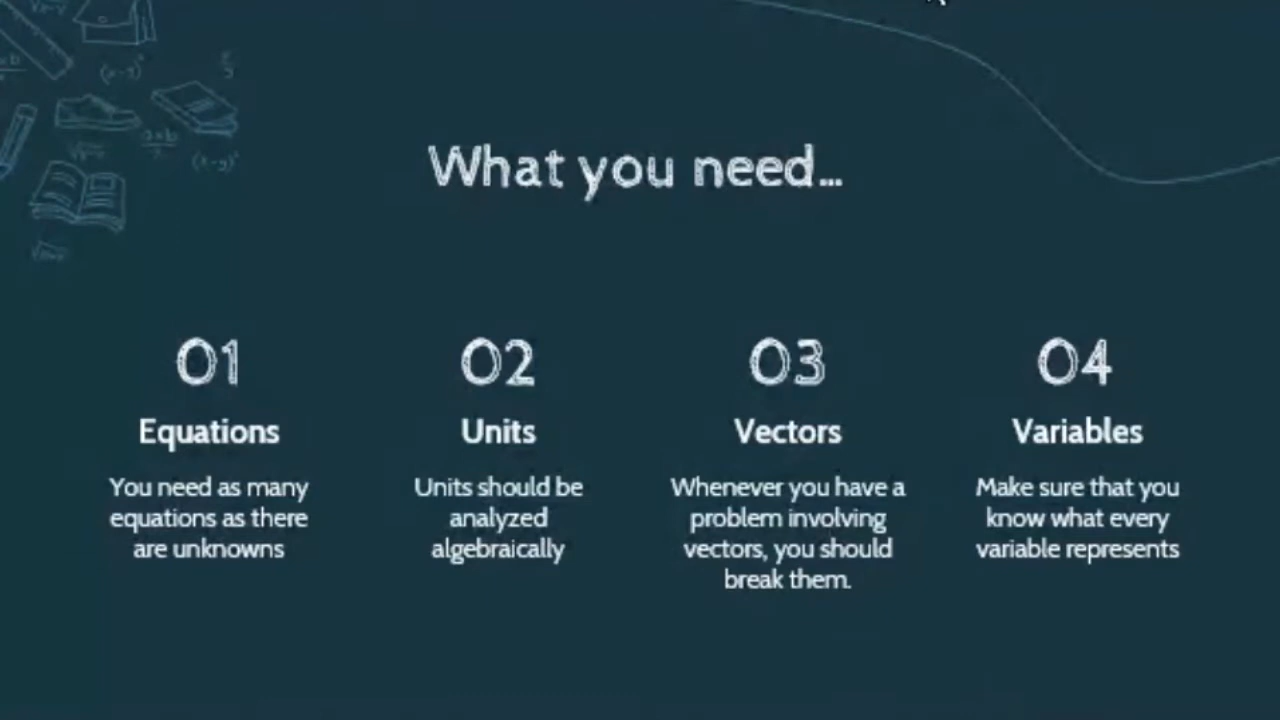 What you need...
01
Equations
You need as many
equations as there
are unknowns
02
Units
Units should be
analyzed
algebraically
03
Vectors
Whenever you have a
problem involving
vectors, you should
break them.
04
Variables
Make sure that you
know what every
variable represents